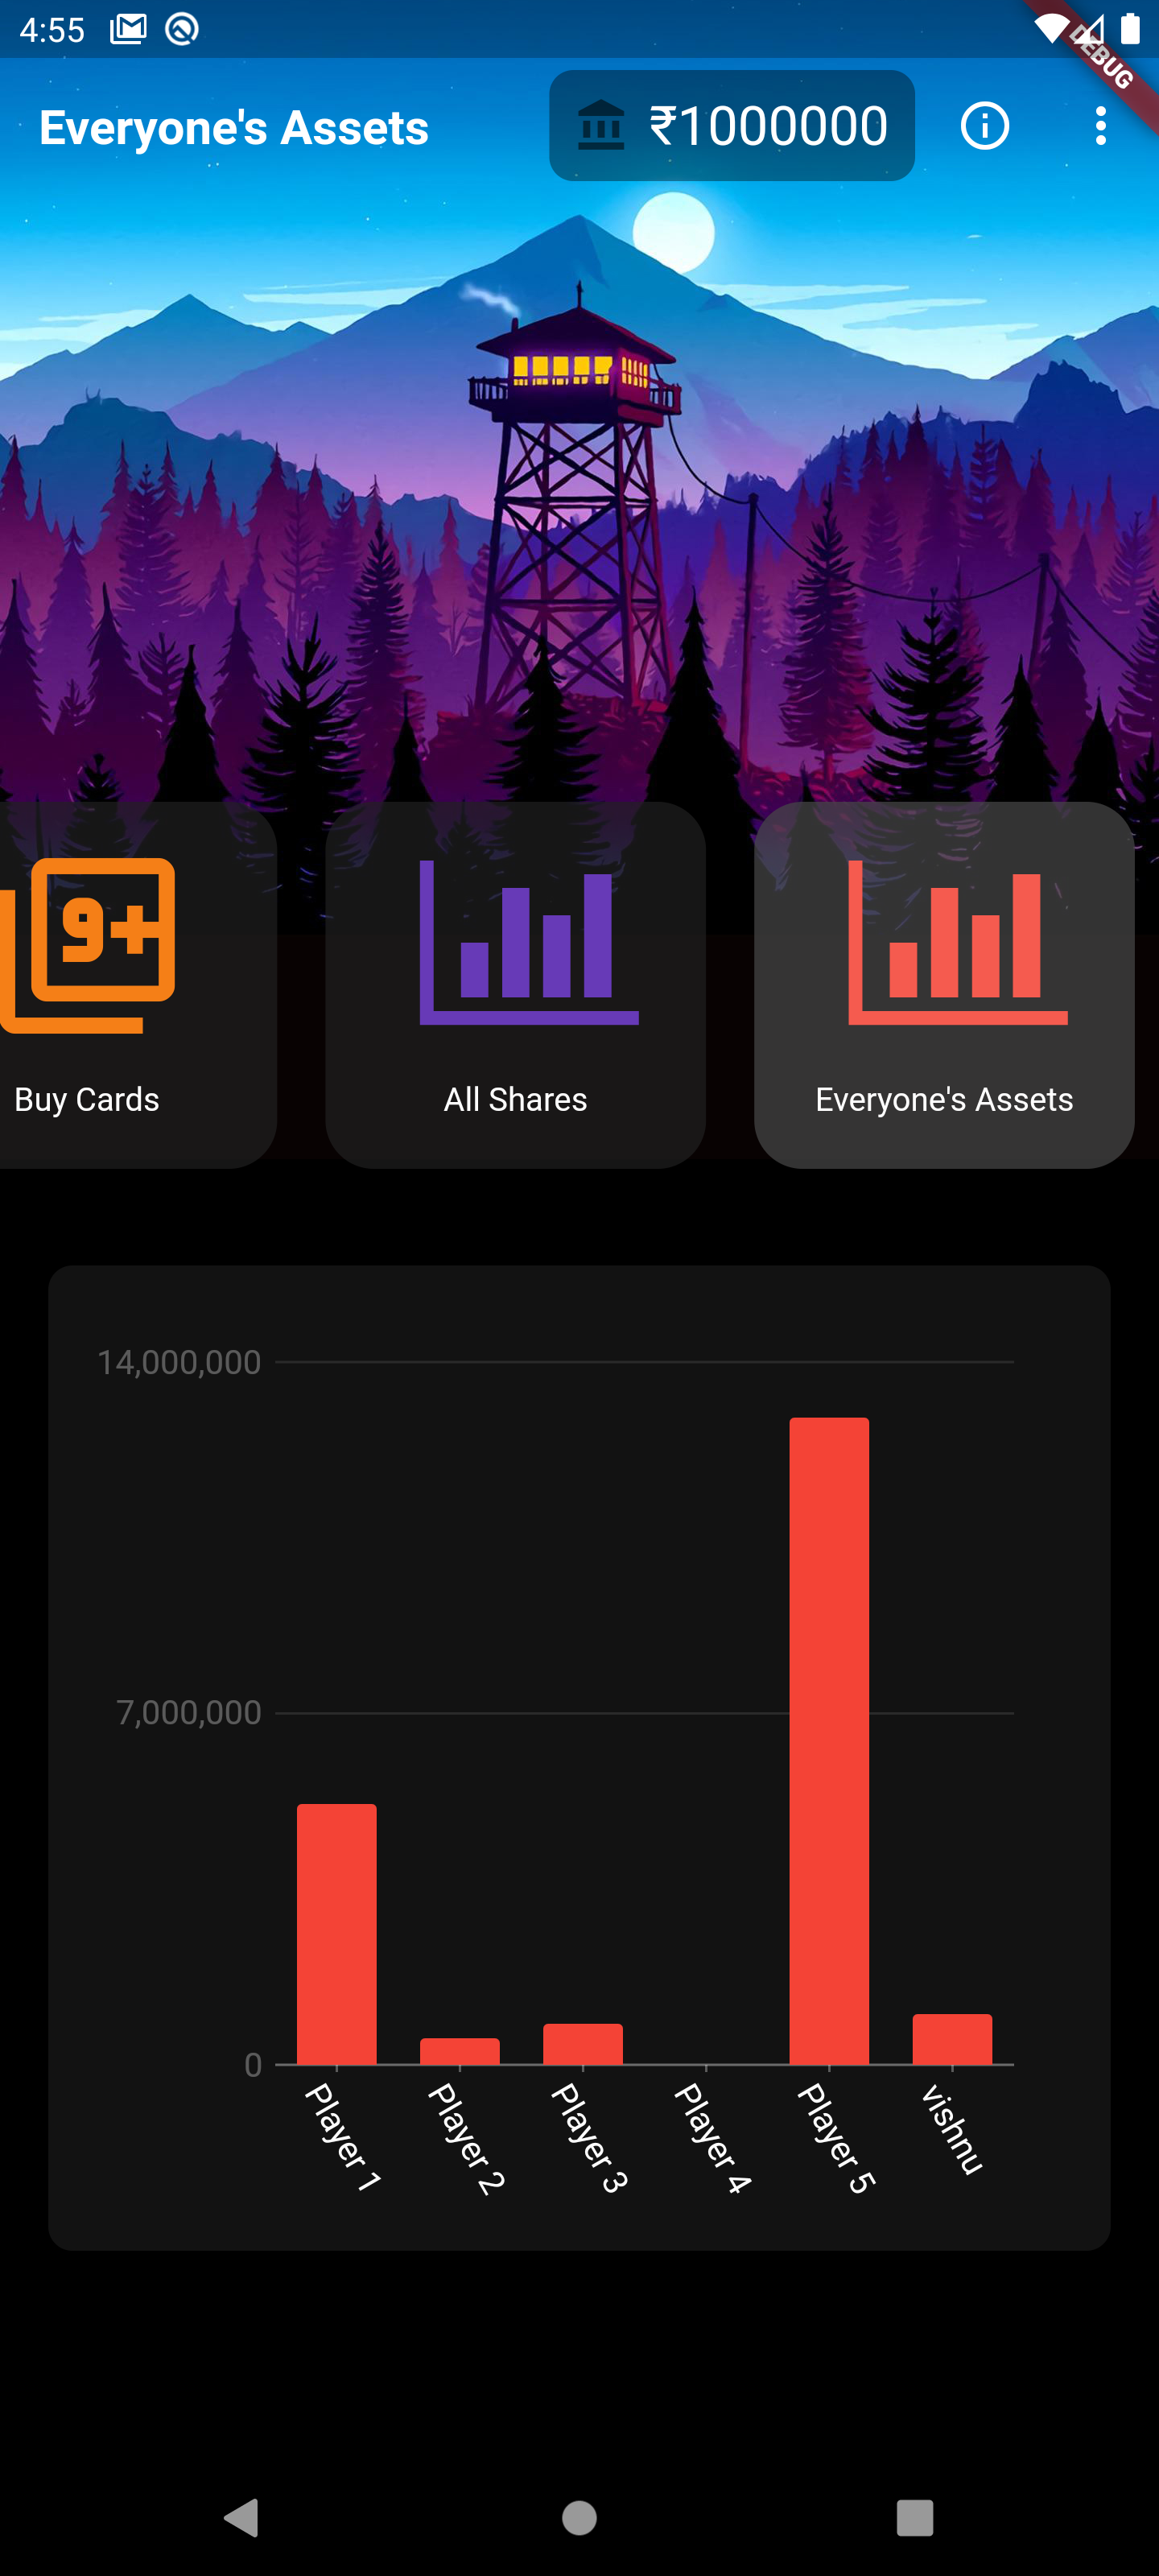 4:55
DEBUG
Everyone's Assets
₹1000000
9+
Buy Cards
All Shares
Everyone's Assets
14,000,000
7,000,000
0
Player 1
Player 2
Player 3
Player 4
Player 5
vishnu